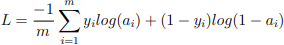 L = \frac{-1}{m} \sum_{i=1}^{m} y_i log(a_i) + (1 - y_i)log(1 - a_i)